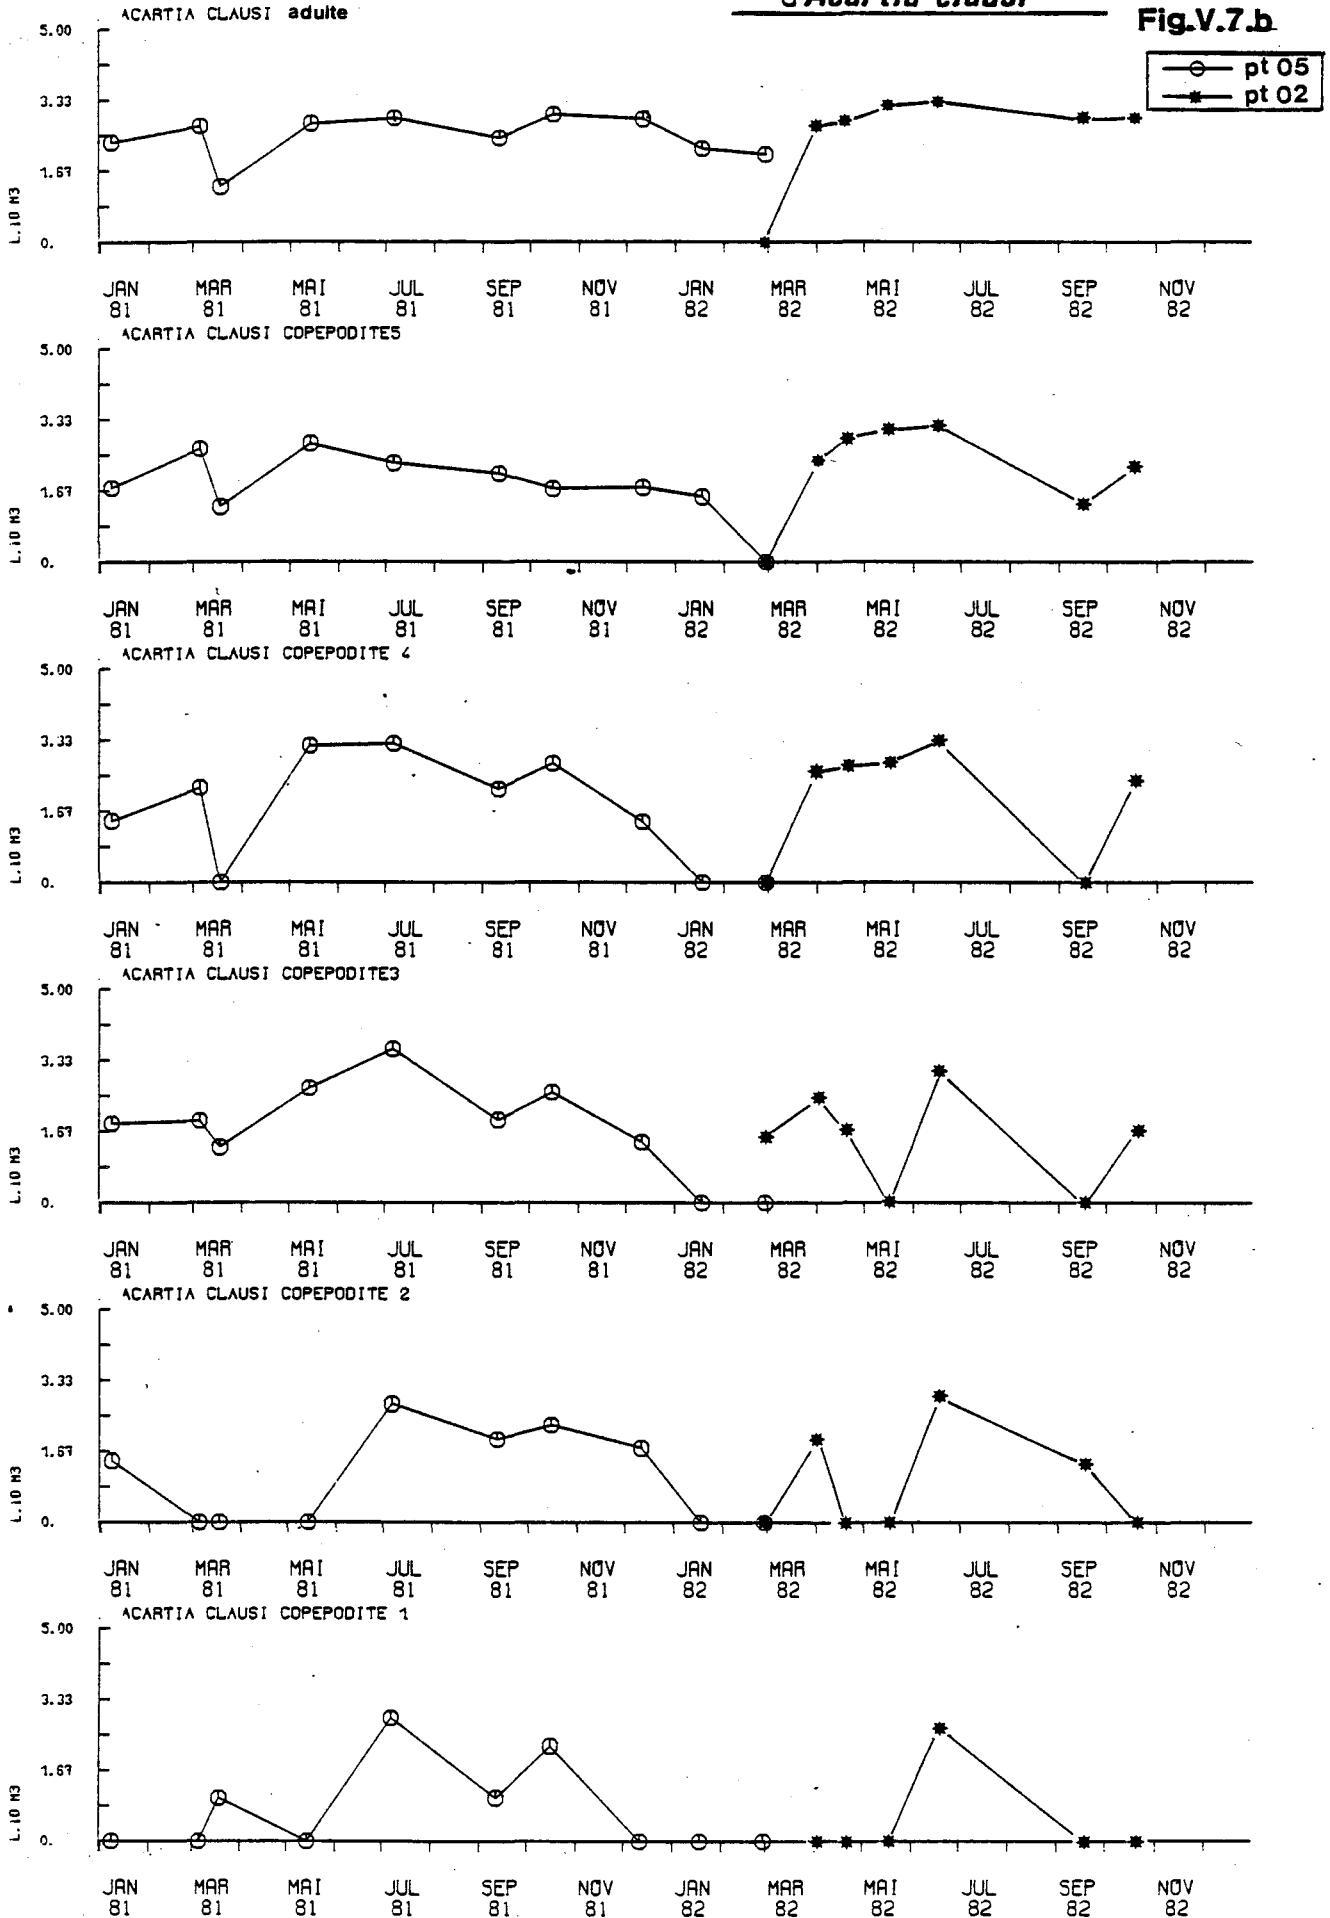 d'Acartia clausi
Fig.V.7.b
pt 05
pt 02
ACARTIA CLAUSI adulte
5.00
3.33
1.67
0.
L.10 M3
JAN MAR MAI JUL SEP NOV JAN MAR MAI JUL SEP NOV
81 81 81 81 81 81 82 82 82 82 82 82
ACARTIA CLAUSI COPEPODITE5
5.00
3.33
1.67
0.
L.10 M3
JAN MAR MAI JUL SEP NOV JAN MAR MAI JUL SEP NOV
81 81 81 81 81 81 82 82 82 82 82 82
ACARTIA CLAUSI COPEPODITE 4
5.00
3.33
1.67
0.
L.10 M3
JAN MAR MAI JUL SEP NOV JAN MAR MAI JUL SEP NOV
81 81 81 81 81 81 82 82 82 82 82 82
ACARTIA CLAUSI COPEPODITE3
5.00
3.33
1.67
0.
L.10 M3
JAN MAR MAI JUL SEP NOV JAN MAR MAI JUL SEP NOV
81 81 81 81 81 81 82 82 82 82 82 82
ACARTIA CLAUSI COPEPODITE 2
5.00
3.33
1.67
0.
L.10 M3
JAN MAR MAI JUL SEP NOV JAN MAR MAI JUL SEP NOV
81 81 81 81 81 81 82 82 82 82 82 82
ACARTIA CLAUSI COPEPODITE 1
5.00
3.33
1.67
0.
L.10 M3
JAN MAR MAI JUL SEP NOV JAN MAR MAI JUL SEP NOV
81 81 81 81 81 81 82 82 82 82 82 82